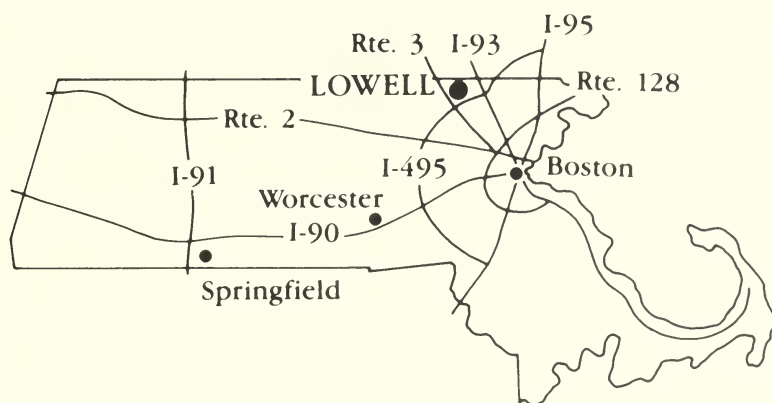 I-95
Rte. 3 I-93
LOWELL
Rte. 128
Rte. 2
I-91
I-495
Boston
Worcester
I-90
Springfield